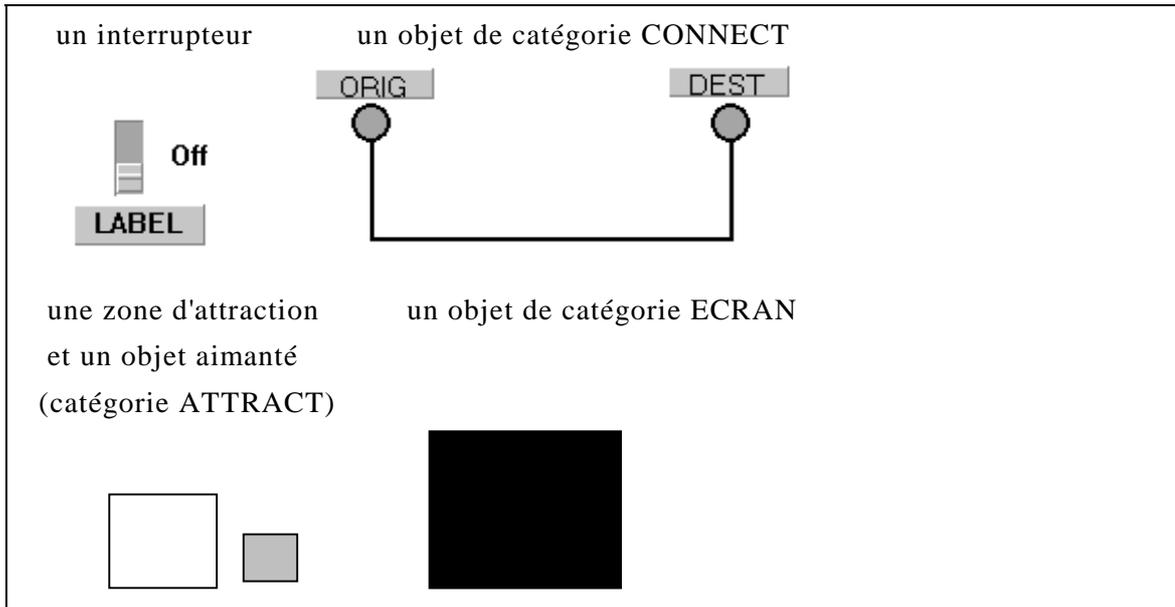 un interrupteur
un objet de catégorie CONNECT
ORIG
DEST
Off
LABEL
une zone d'attraction
et un objet aimanté
(catégorie ATTRACT)
un objet de catégorie ECRAN